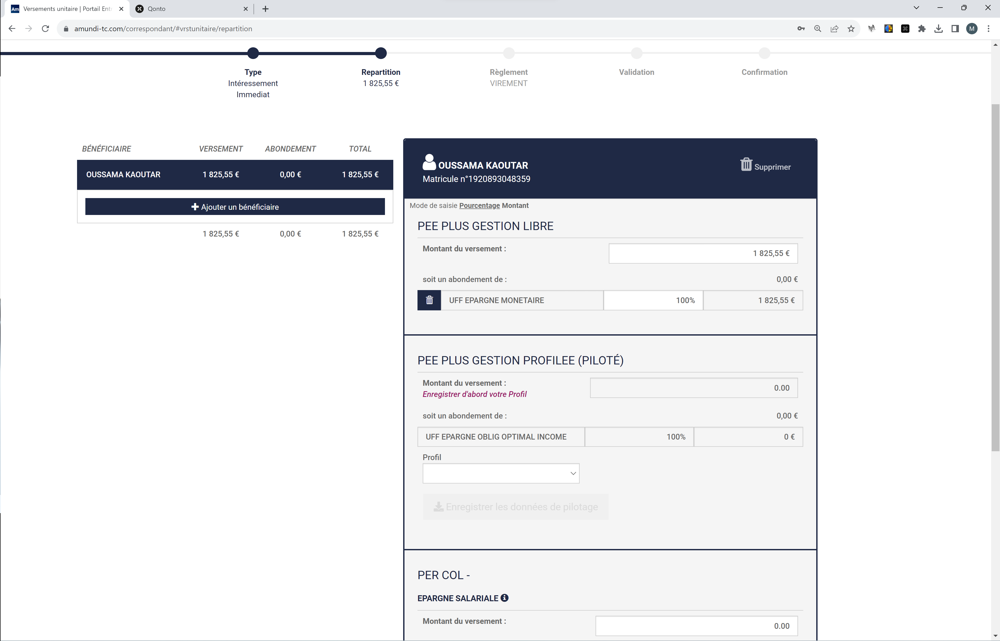 Versements unitaire | Portail Entr
Qonto
amundi-tc.com/correspondant/#vrstunitaire/repartition
M
Type
Intéressement
Immediat
Repartition
1 825,55 €
Règlement
VIREMENT
Validation
Confirmation
BÉNÉFICIAIRE VERSEMENT ABONDEMENT TOTAL
OUSSAMA KAOUTAR 1 825,55 € 0,00 € 1 825,55 €
Ajouter un bénéficiaire
1 825,55 € 0,00 € 1 825,55 €
OUSSAMA KAOUTAR
Matricule n°1920893048359
Supprimer
Mode de saisie Pourcentage Montant
PEE PLUS GESTION LIBRE
Montant du versement : 1 825,55 €
soit un abondement de : 0,00 €
UFF EPARGNE MONETAIRE 100% 1 825,55 €
PEE PLUS GESTION PROFILEE (PILOTÉ)
Montant du versement : 0.00
Enregistrer d'abord votre Profil
soit un abondement de : 0,00 €
UFF EPARGNE OBLIG OPTIMAL INCOME 100% 0 €
Profil
Enregistrer les données de pilotage
PER COL -
EPARGNE SALARIALE
Montant du versement : 0.00